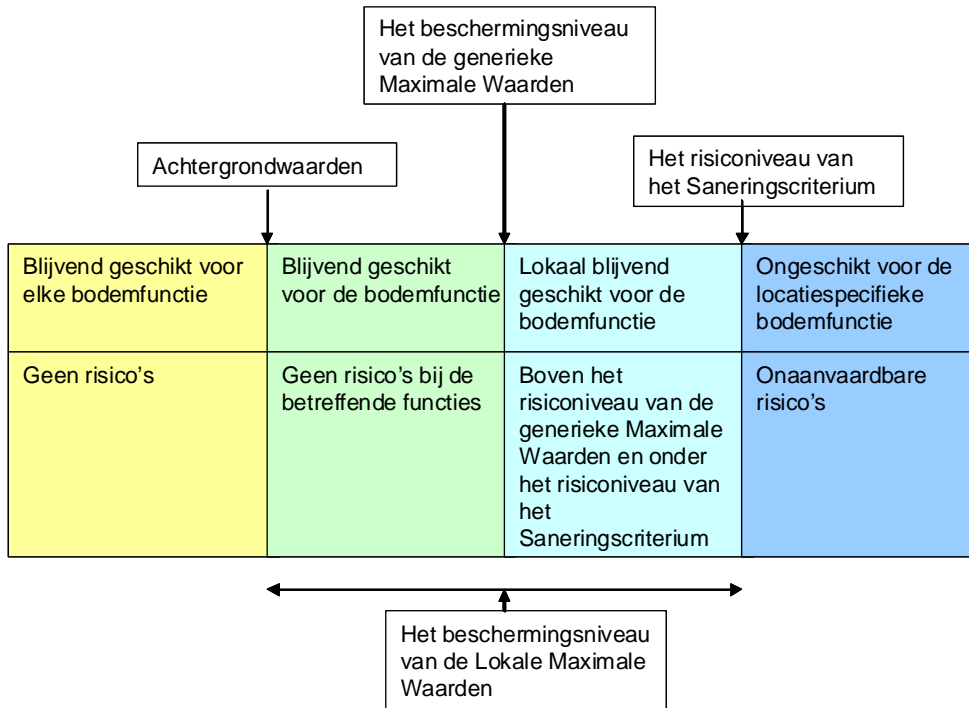 Het beschermingsniveau
van de generieke
Maximale Waarden
Achtergrondwaarden
Het risiconiveau van
het Saneringscriterium
Blijvend geschikt voor
elke bodemfunctie
Blijvend geschikt
voor de bodemfunctie
Lokaal blijvend
geschikt voor de
bodemfunctie
Ongeschikt voor de
locatiespecifieke
bodemfunctie
Geen risico's
Geen risico's bij de
betreffende functies
Boven het
risiconiveau van de
generieke Maximale
Waarden en onder
het risiconiveau van
het
Saneringscriterium
Onaanvaardbare
risico's
Het beschermingsniveau
van de Lokale Maximale
Waarden